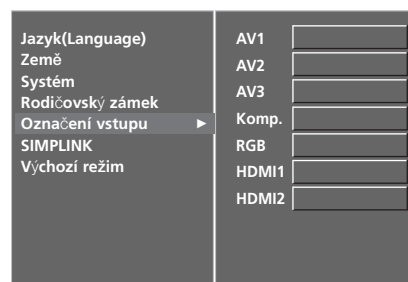 Jazyk(Language)
Země
Systém
Rodičovský zámek
Označení vstupu ►
SIMPLINK
Výchozí režim
AV1
AV2
AV3
Komp.
RGB
HDMI1
HDMI2